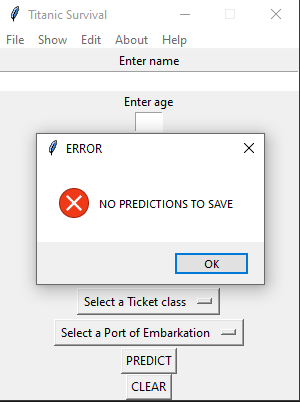 Titanic Survival
File Show Edit About Help
Enter name
Enter age
ERROR
NO PREDICTIONS TO SAVE
OK
Select a Ticket class
Select a Port of Embarkation
PREDICT
CLEAR